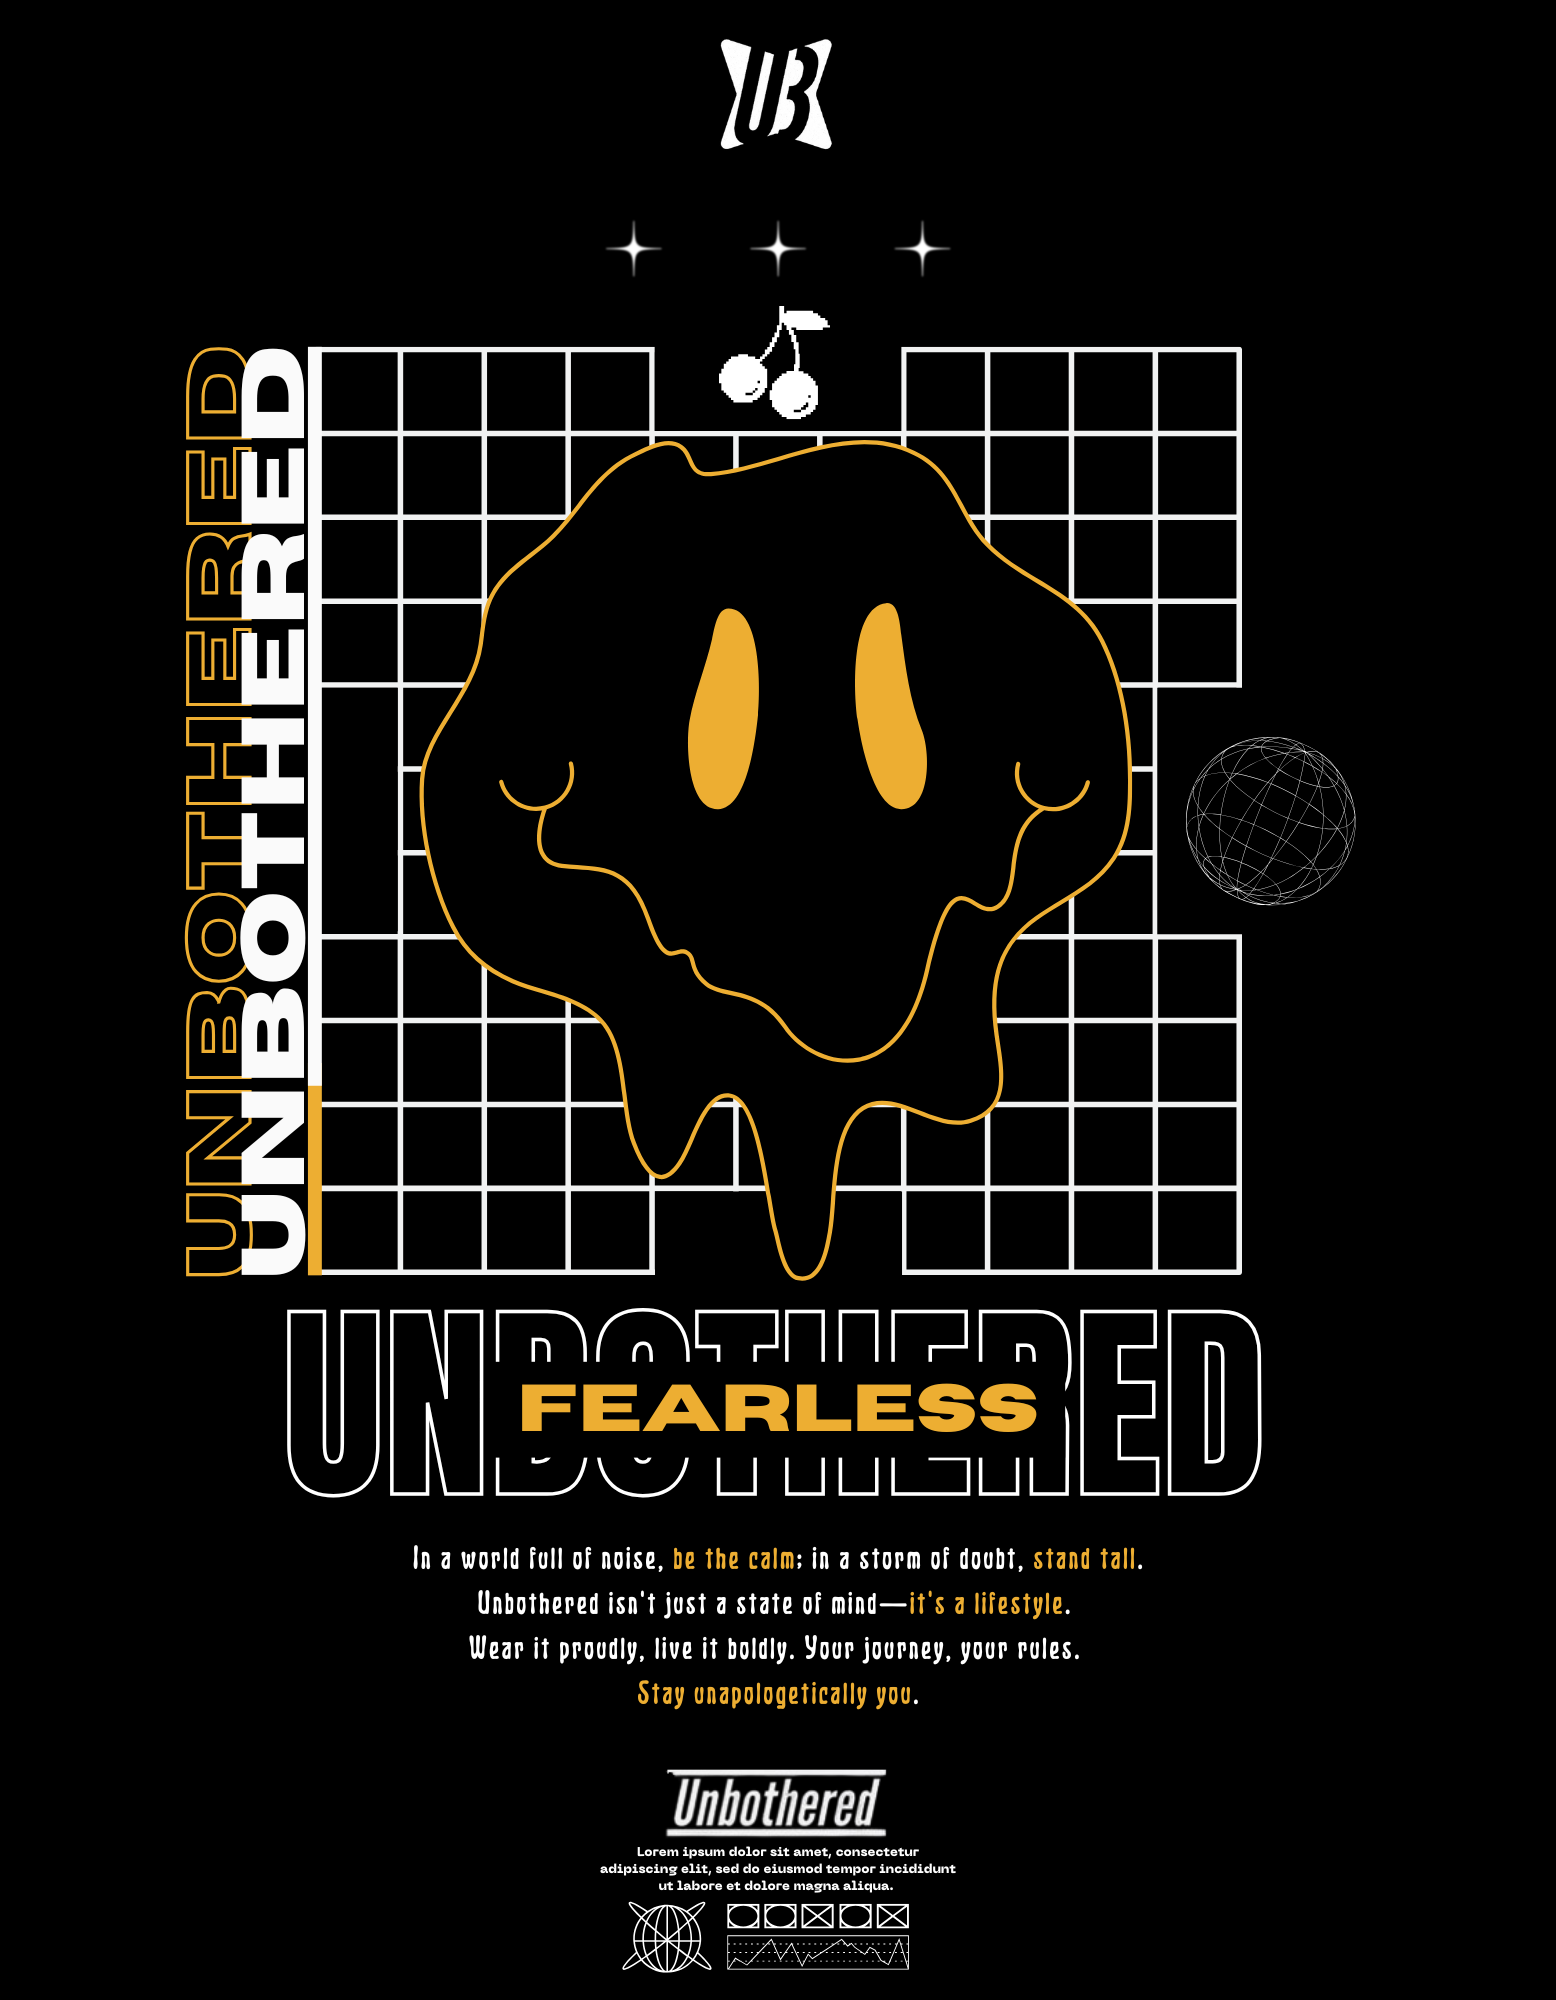 UB
UNBOTHERED
UNBOTHERED
UNBOTHERED
FEARLESS
In a world full of noise, be the calm; in a storm of doubt, stand tall.
Unbothered isn't just a state of mind—it's a lifestyle.
Wear it proudly, live it boldly. Your journey, your rules.
Stay unapologetically you.
Unbothered
Lorem ipsum dolor sit amet, consectetur
adipiscing elit, sed do eiusmod tempor incididunt
ut labore et dolore magna aliqua.